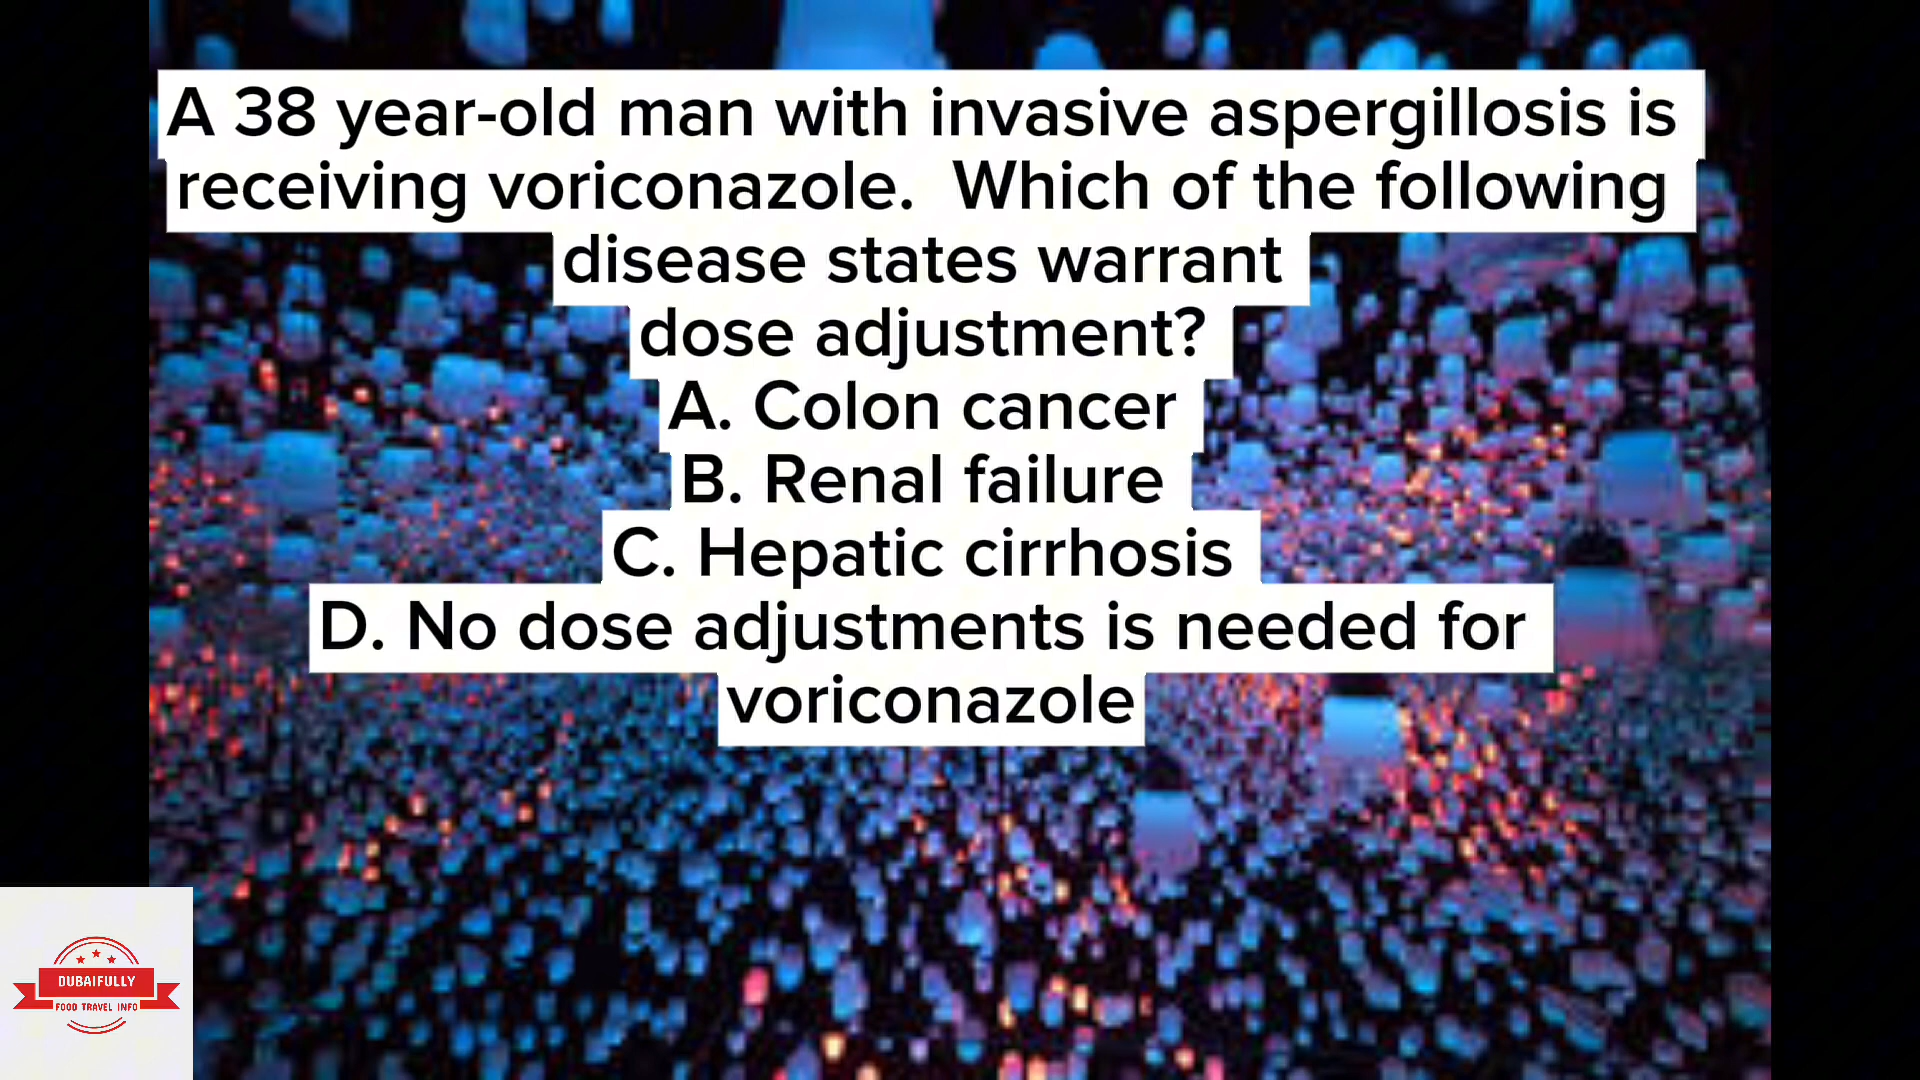 A 38 year-old man with invasive aspergillosis is
receiving voriconazole.  Which of the following
disease states warrant
dose adjustment?
A. Colon cancer
B. Renal failure
C. Hepatic cirrhosis
D. No dose adjustments is needed for
voriconazole
DUBAIFULLY
FOOD TRAVEL INFO